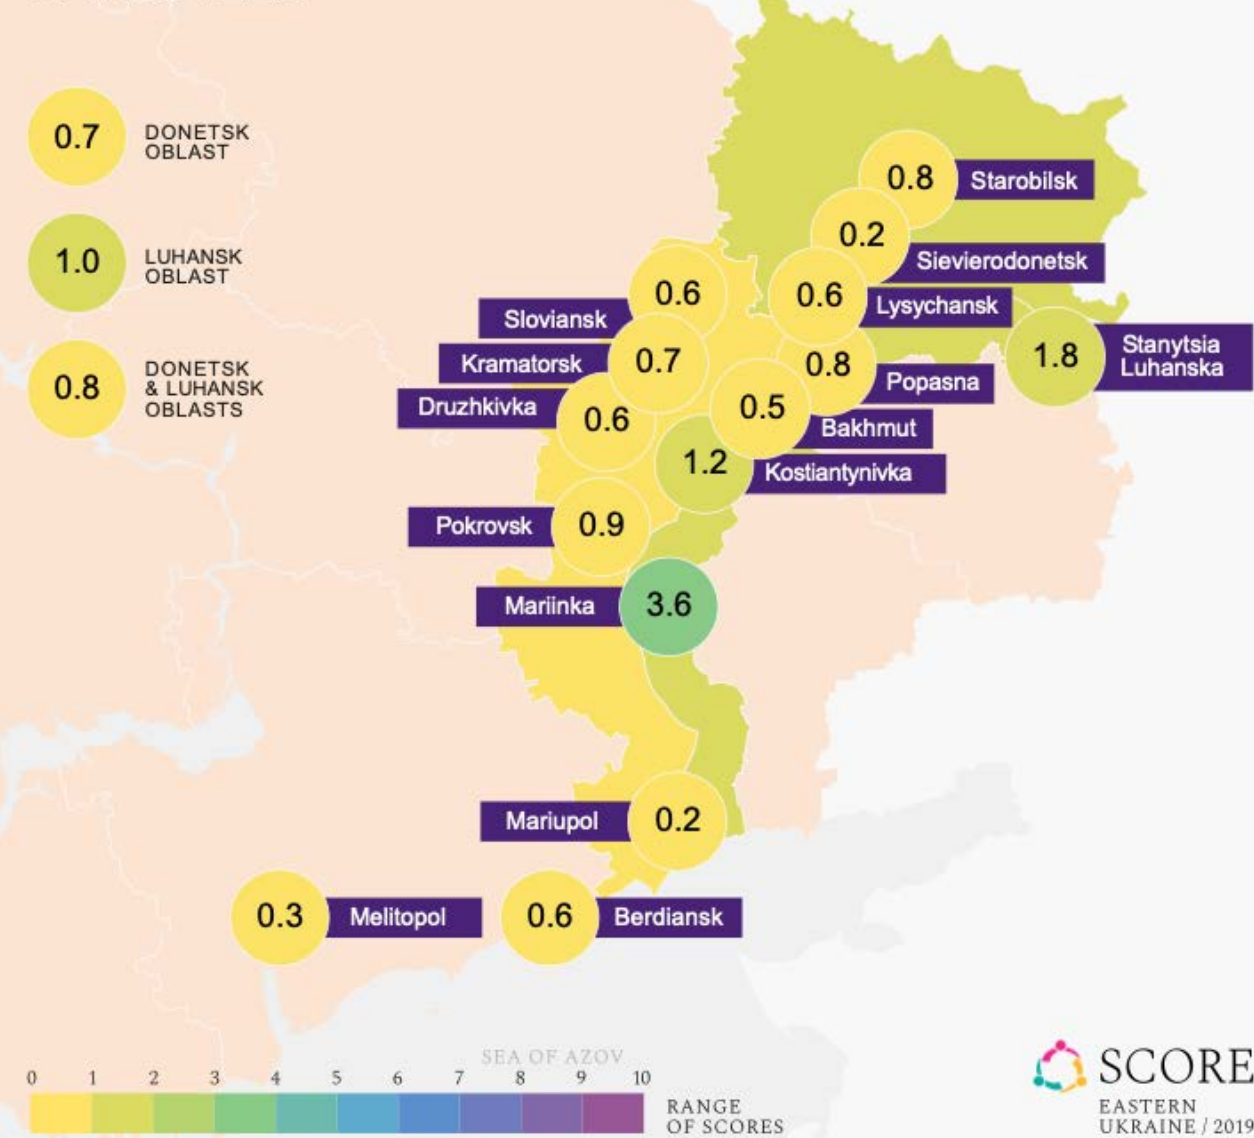 0.7
DONETSK
OBLAST
1.0
LUHANSK
OBLAST
0.8
DONETSK
& LUHANSK
OBLASTS
0.8
Starobilsk
0.2
Sievierodonetsk
0.6
Sloviansk
0.6
Lysychansk
1.8
Stanytsia
Luhanska
0.7
Kramatorsk
0.8
Popasna
0.6
Druzhkivka
0.5
Bakhmut
1.2
Kostiantynivka
0.9
Pokrovsk
3.6
Mariinka
0.2
Mariupol
0.3
Melitopol
0.6
Berdiansk
SEA OF AZOV
0 1 2 3 4 5 6 7 8 9 10
RANGE
OF SCORES
SCORE
EASTERN
UKRAINE / 2019